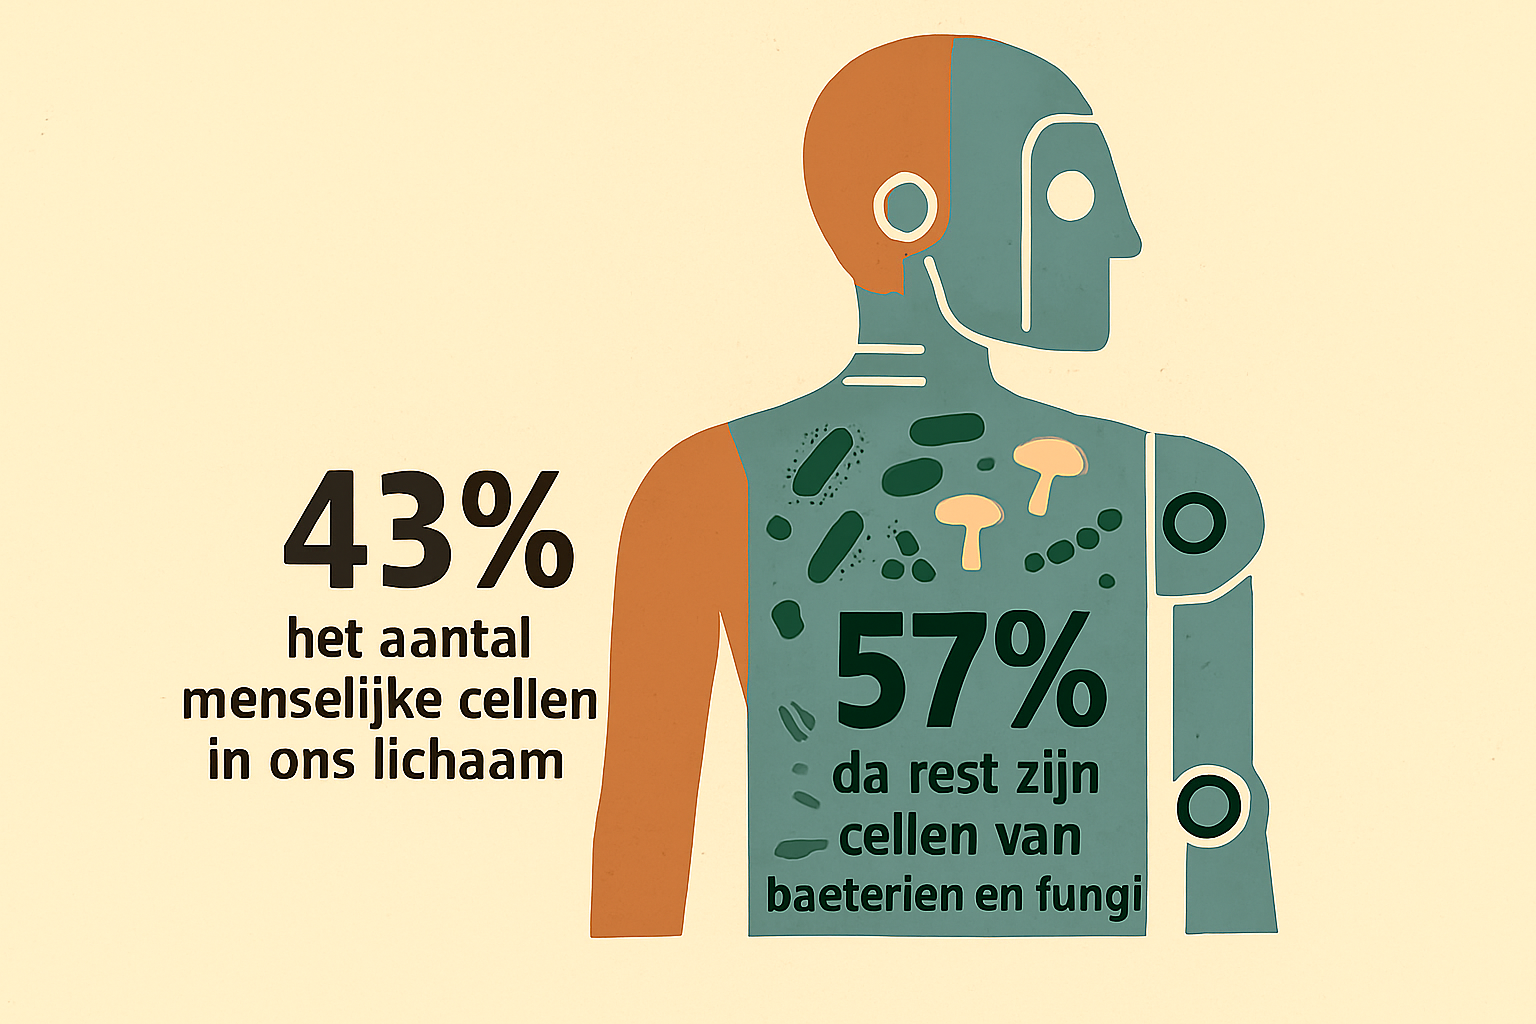 43%
het aantal
menselijke cellen
in ons lichaam
57%
da rest zijn
cellen van
baeterien en fungi